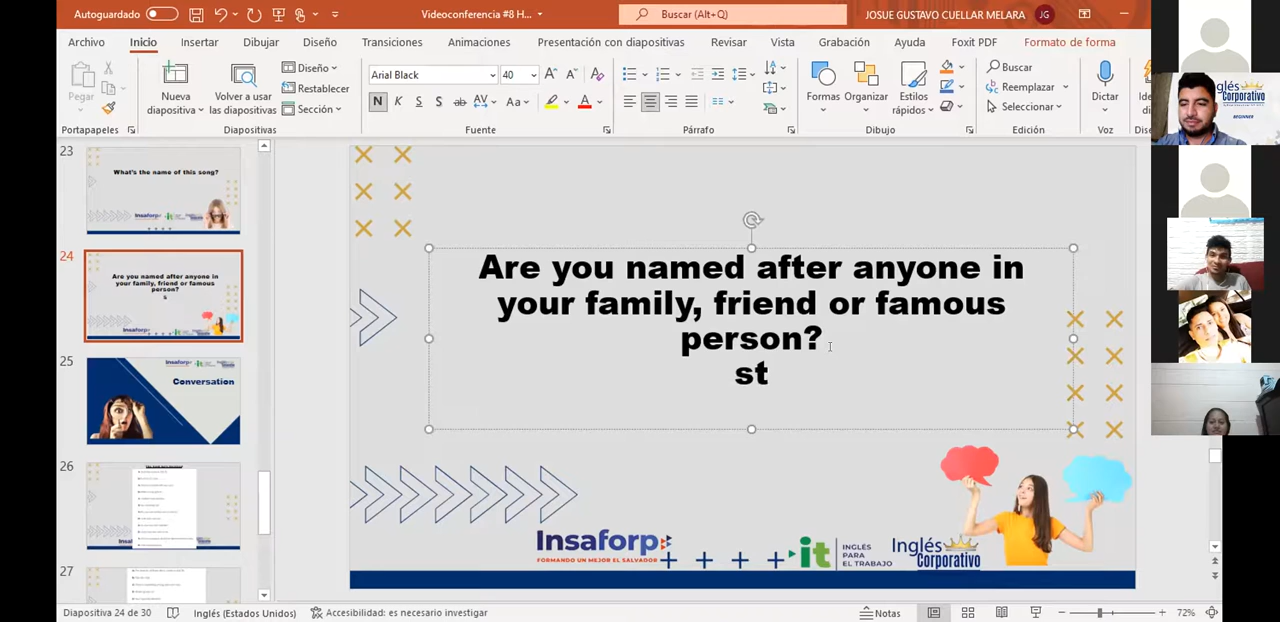 Autoguardado
Videoconferencia #8 H...
Buscar (Alt+Q)
JOSUE GUSTAVO CUELLAR MELARA
JG
Archivo
Inicio
Insertar
Dibujar
Diseño
Transiciones
Animaciones
Presentación con diapositivas
Revisar
Vista
Grabación
Ayuda
Foxit PDF
Formato de forma
Pegar
Nueva
diapositiva
Volver a usar
las diapositivas
Diseño
Restablecer
Sección
Arial Black
40
N K S S ab AV Aa
Formas
Organizar
Estilos
rápidos
Buscar
Reemplazar
Seleccionar
Dictar
Portapapeles
Diapositivas
Fuente
Párrafo
Dibujo
Edición
Voz
23
What's the name of this song?
24
Are you named after anyone in
your family, friend or famous
person?
s
25
Conversation
26
27
Are you named after anyone in
your family, friend or famous
person?
st
Insaforp
FORMANDO UN MEJOR EL SALVADOR
it
INGLÉS
PARA
EL TRABAJO
Inglés
Corporativo
Diapositiva 24 de 30
Inglés (Estados Unidos)
Accesibilidad: es necesario investigar
Notas
72%
glés
Corporativo
BEGINNER